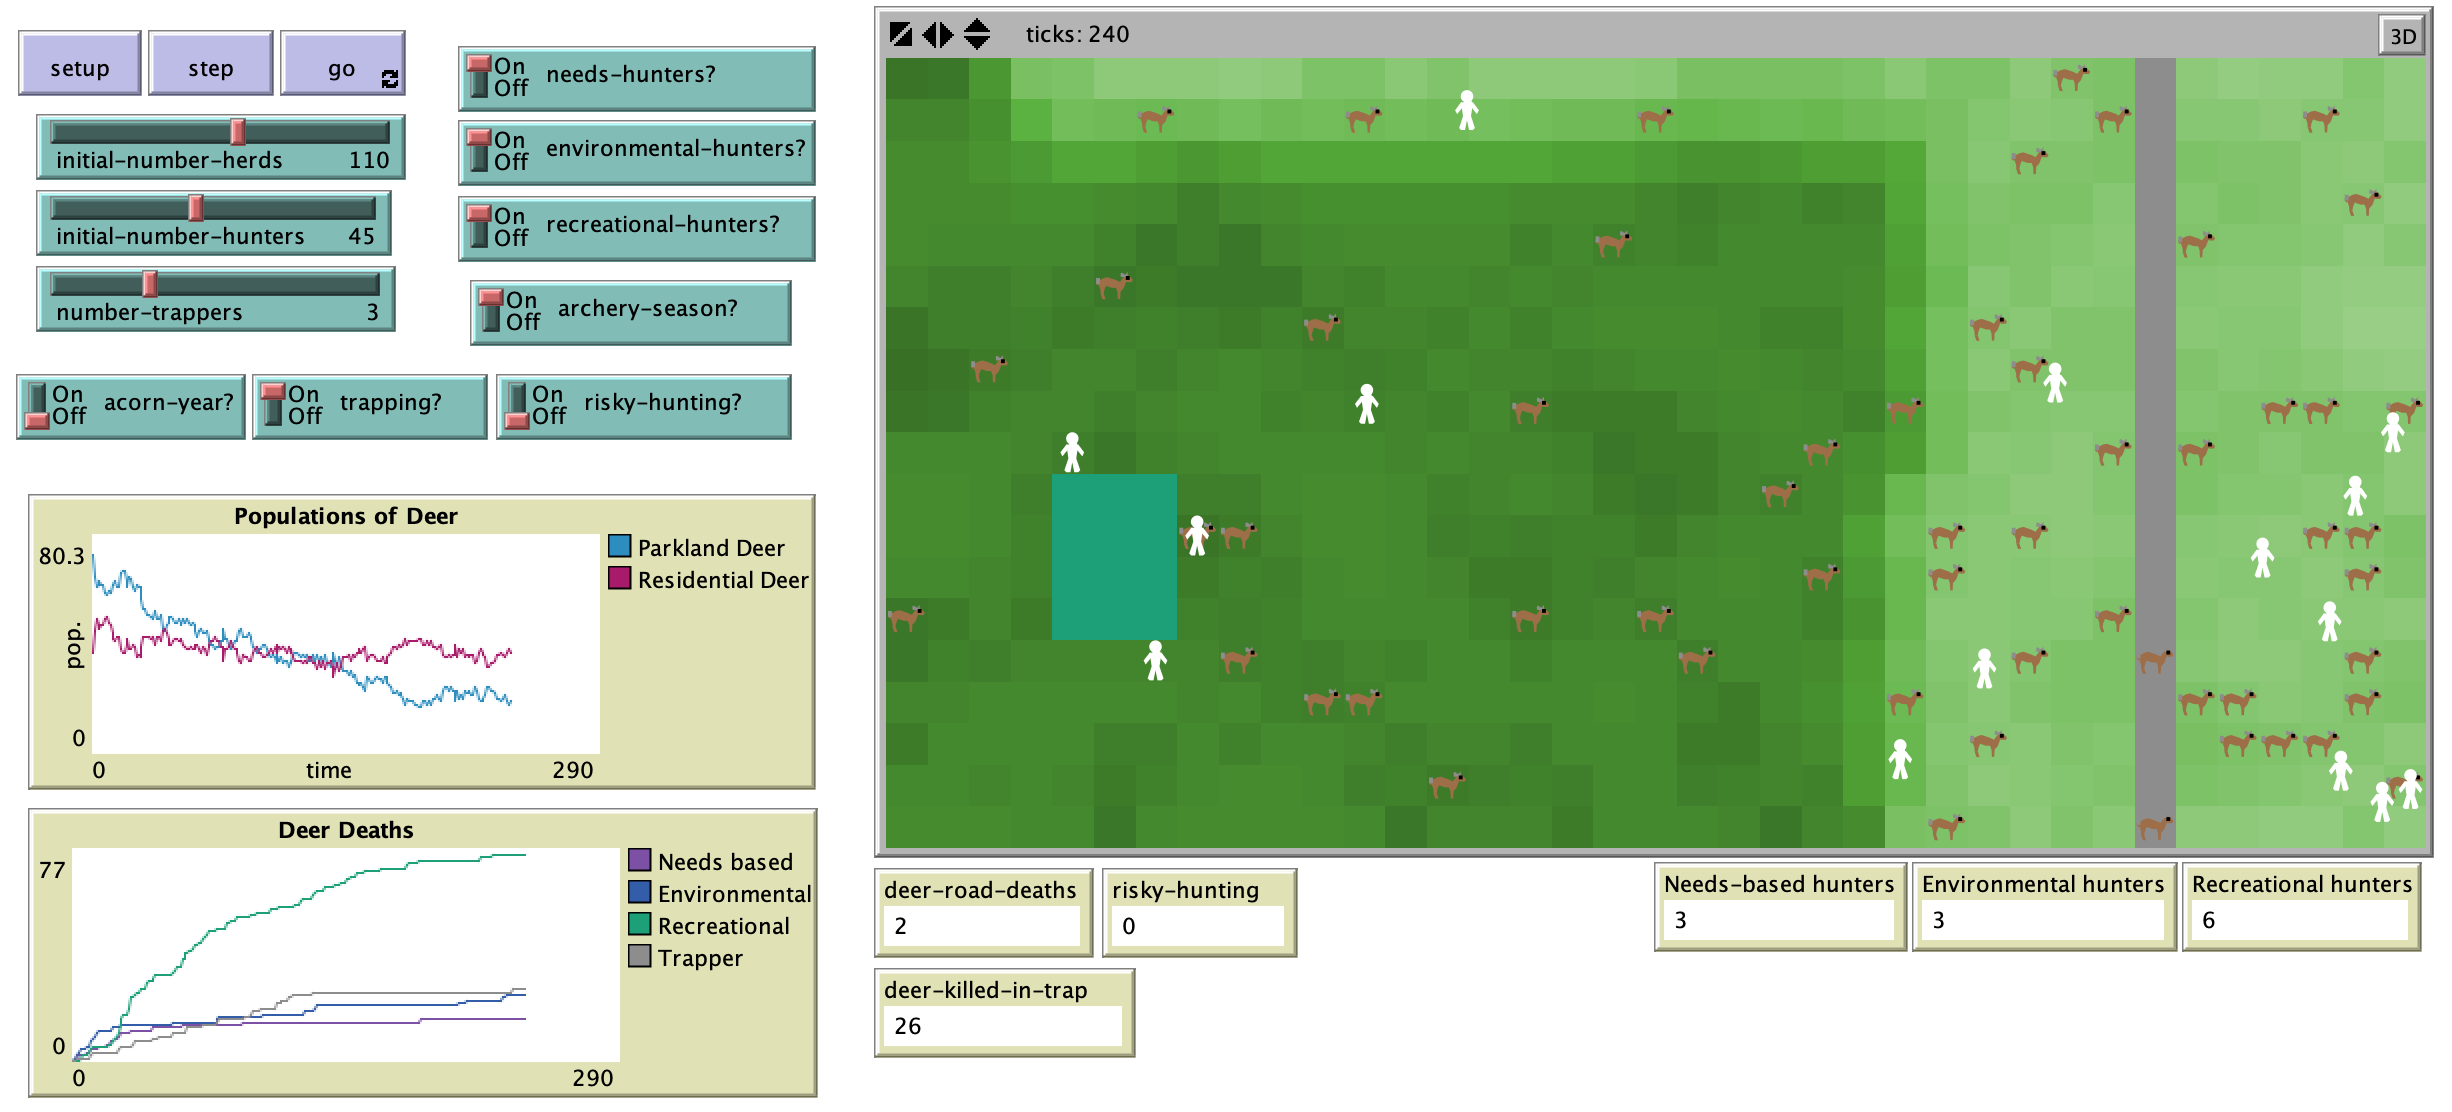 setup
step
go
initial-number-herds 110
initial-number-hunters 45
number-trappers 3
On
Off
needs-hunters?
On
Off
environmental-hunters?
On
Off
recreational-hunters?
On
Off
archery-season?
On
Off
acorn-year?
On
Off
trapping?
On
Off
risky-hunting?
Populations of Deer
80.3
pop.
0
0
time
290
Parkland Deer
Residential Deer
Deer Deaths
77
0
0
290
Needs based
Environmental
Recreational
Trapper
ticks: 240
3D
deer-road-deaths
2
risky-hunting
0
Needs-based hunters
3
Environmental hunters
3
Recreational hunters
6
deer-killed-in-trap
26